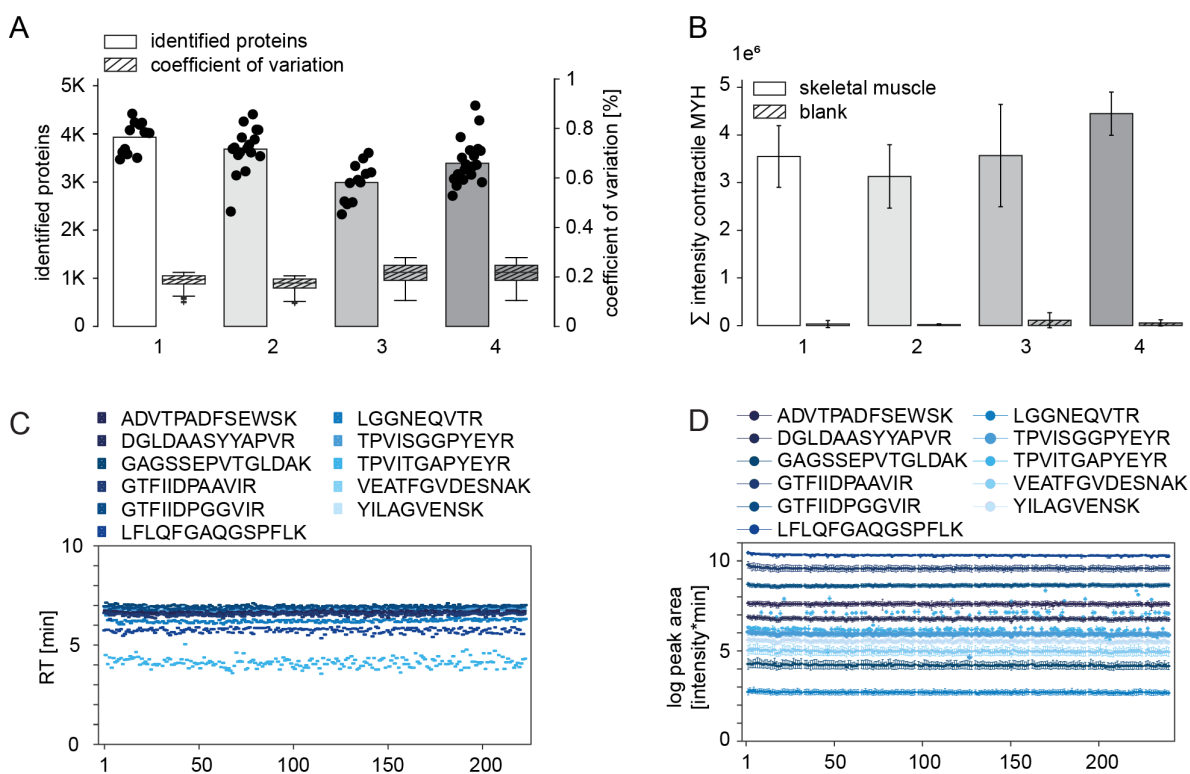 A
identified proteins
coefficient of variation
5K
4K
3K
2K
1K
0
identified proteins
1
0.8
0.6
0.4
0.2
0
coefficient of variation [%]
1
2
3
4
B
1e⁶
skeletal muscle
blank
5
4
3
2
1
0
∑ intensity contractile MYH
1
2
3
4
C
ADVTPADFSEWSK
DGLDAASYYAPVR
GAGSSEPVTGLDAK
GTFIIDPAAVIR
GTFIIDPGGVIR
LFLQFGAQGSPFLK
LGGNEQVTR
TPVISGGPYEYR
TPVITGAPYEYR
VEATFGVDESNAK
YILAGVENSK
10
5
0
RT [min]
1
50
100
150
200
D
ADVTPADFSEWSK
DGLDAASYYAPVR
GAGSSEPVTGLDAK
GTFIIDPAAVIR
GTFIIDPGGVIR
LFLQFGAQGSPFLK
LGGNEQVTR
TPVISGGPYEYR
TPVITGAPYEYR
VEATFGVDESNAK
YILAGVENSK
10
5
0
log peak area
[intensity*min]
1
50
100
150
200